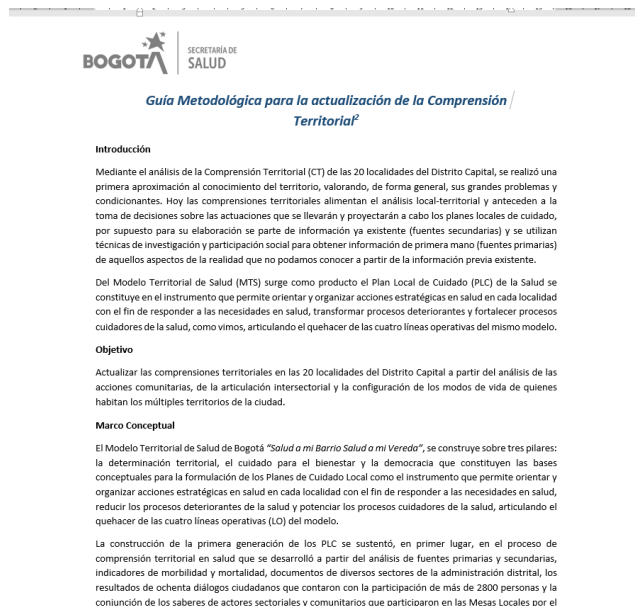 BOGOTÁ
SECRETARÍA DE
SALUD
Guía Metodológica para la actualización de la Comprensión
Territorial²
Introducción
Mediante el análisis de la Comprensión Territorial (CT) de las 20 localidades del Distrito Capital, se realizó una
primera aproximación al conocimiento del territorio, valorando, de forma general, sus grandes problemas y
condicionantes. Hoy las comprensiones territoriales alimentan el análisis local-territorial y anteceden a la
toma de decisiones sobre las actuaciones que se llevarán y proyectarán a cabo los planes locales de cuidado,
por supuesto para su elaboración se parte de información ya existente (fuentes secundarias) y se utilizan
técnicas de investigación y participación social para obtener información de primera mano (fuentes primarias)
de aquellos aspectos de la realidad que no podamos conocer a partir de la información previa existente.
Del Modelo Territorial de Salud (MTS) surge como producto el Plan Local de Cuidado (PLC) de la Salud se
constituye en el instrumento que permite orientar y organizar acciones estratégicas en salud en cada localidad
con el fin de responder a las necesidades en salud, transformar procesos deteriorantes y fortalecer procesos
cuidadores de la salud, como vimos, articulando el quehacer de las cuatro líneas operativas del mismo modelo.
Objetivo
Actualizar las comprensiones territoriales en las 20 localidades del Distrito Capital a partir del análisis de las
acciones comunitarias, de la articulación intersectorial y la configuración de los modos de vida de quienes
habitan los múltiples territorios de la ciudad.
Marco Conceptual
El Modelo Territorial de Salud de Bogotá "Salud a mi Barrio Salud a mi Vereda", se construye sobre tres pilares:
la determinación territorial, el cuidado para el bienestar y la democracia que constituyen las bases
conceptuales para la formulación de los Planes de Cuidado Local como el instrumento que permite orientar y
organizar acciones estratégicas en salud en cada localidad con el fin de responder a las necesidades en salud,
reducir los procesos deteriorantes de la salud y potenciar los procesos cuidadores de la salud, articulando el
quehacer de las cuatro líneas operativas (LO) del modelo.
La construcción de la primera generación de los PLC se sustentó, en primer lugar, en el proceso de
comprensión territorial en salud que se desarrolló a partir del análisis de fuentes primarias y secundarias,
indicadores de morbilidad y mortalidad, documentos de diversos sectores de la administración distrital, los
resultados de ochenta diálogos ciudadanos que contaron con la participación de más de 2800 personas y la
conjunción de los saberes de actores sectoriales y comunitarios que participaron en las Mesas Locales por el